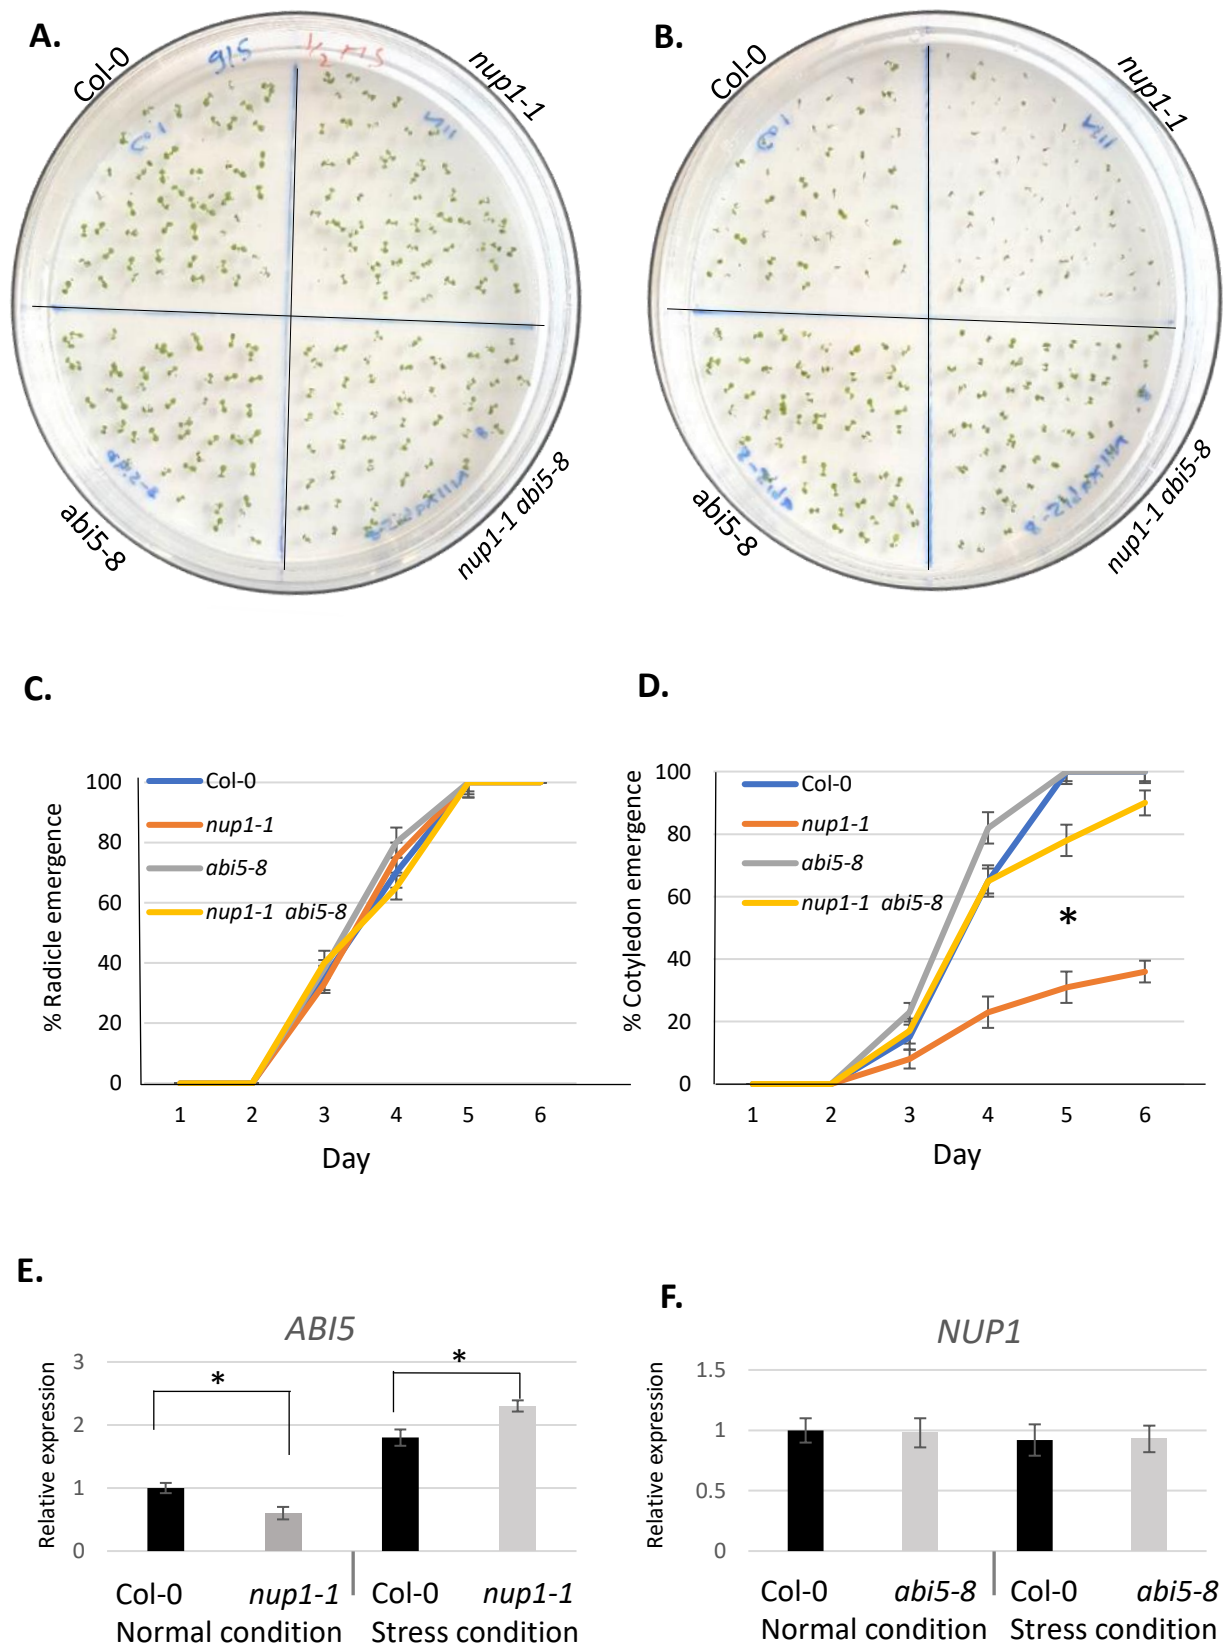 A.
B.
Col-0
nup1-1
Col-0
nup1-1
1/2 MS
abi5-8
nup1-1 abi5-8
abi5-8
nup1-1 abi5-8
C.
D.
% Radicle emergence
100
80
60
40
20
0
Col-0
nup1-1
abi5-8
nup1-1 abi5-8
1 2 3 4 5 6
Day
% Cotyledon emergence
100
80
60
40
20
0
Col-0
nup1-1
abi5-8
nup1-1 abi5-8
*
1 2 3 4 5 6
Day
E.
ABI5
Relative expression
3
2
1
0
*
*
Col-0 nup1-1 Col-0 nup1-1
Normal condition Stress condition
F.
NUP1
Relative expression
1.5
1
0.5
0
Col-0 abi5-8 Col-0 abi5-8
Normal condition Stress condition